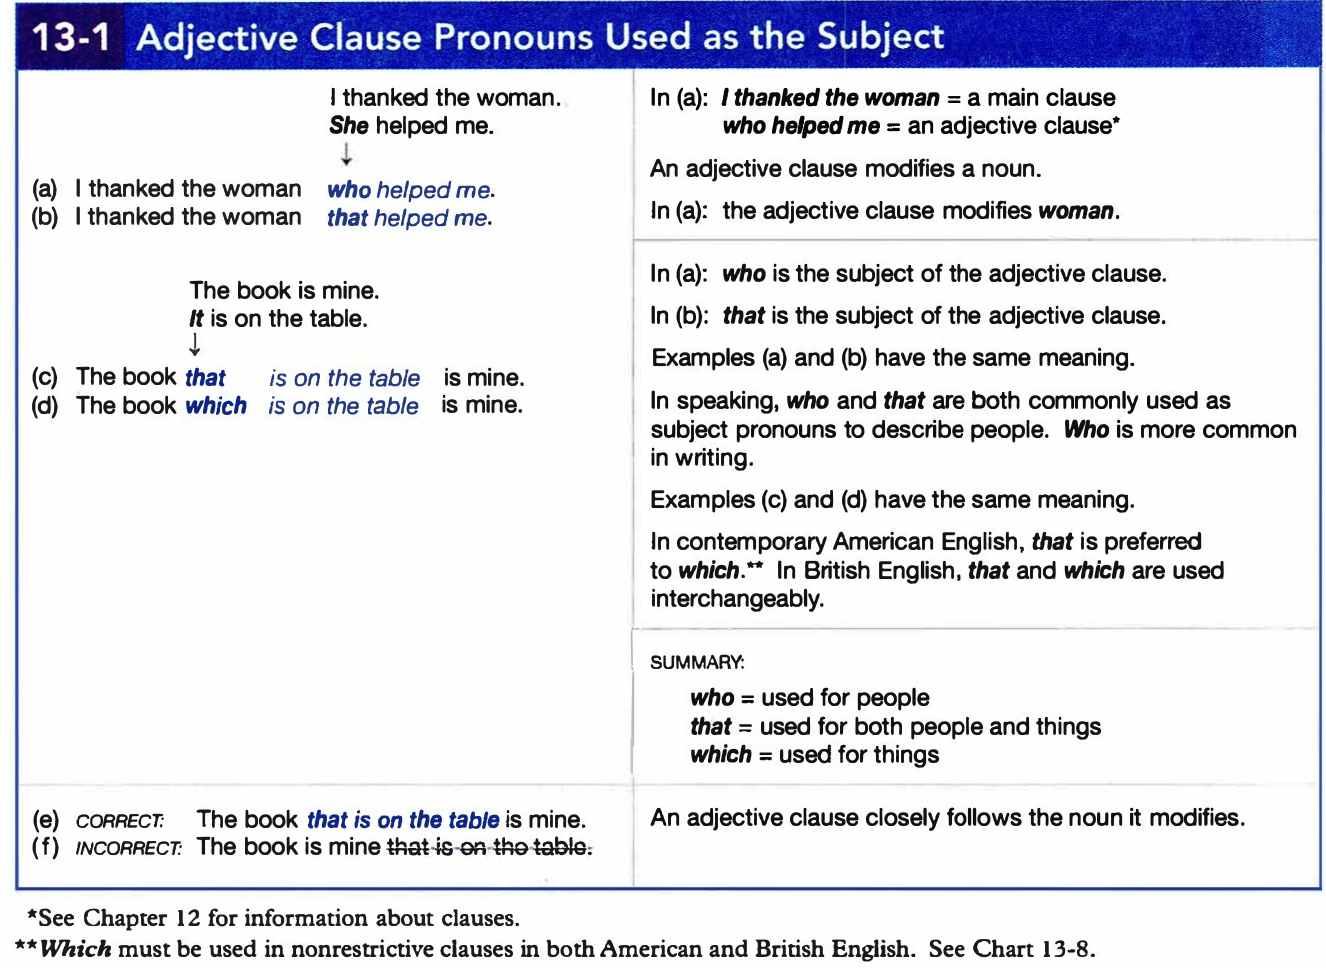 13-1 Adjective Clause Pronouns Used as the Subject
I thanked the woman.
She helped me.
↓
(a) I thanked the woman who helped me.
(b) I thanked the woman that helped me.
In (a): I thanked the woman = a main clause
who helped me = an adjective clause*
An adjective clause modifies a noun.
In (a): the adjective clause modifies woman.
The book is mine.
It is on the table.
↓
(c) The book that is on the table is mine.
(d) The book which is on the table is mine.
In (a): who is the subject of the adjective clause.
In (b): that is the subject of the adjective clause.
Examples (a) and (b) have the same meaning.
In speaking, who and that are both commonly used as
subject pronouns to describe people. Who is more common
in writing.
Examples (c) and (d) have the same meaning.
In contemporary American English, that is preferred
to which.** In British English, that and which are used
interchangeably.
SUMMARY:
who = used for people
that = used for both people and things
which = used for things
(e) CORRECT: The book that is on the table is mine.
(f) INCORRECT: The book is mine that is on the table.
An adjective clause closely follows the noun it modifies.
*See Chapter 12 for information about clauses.
**Which must be used in nonrestrictive clauses in both American and British English. See Chart 13-8.